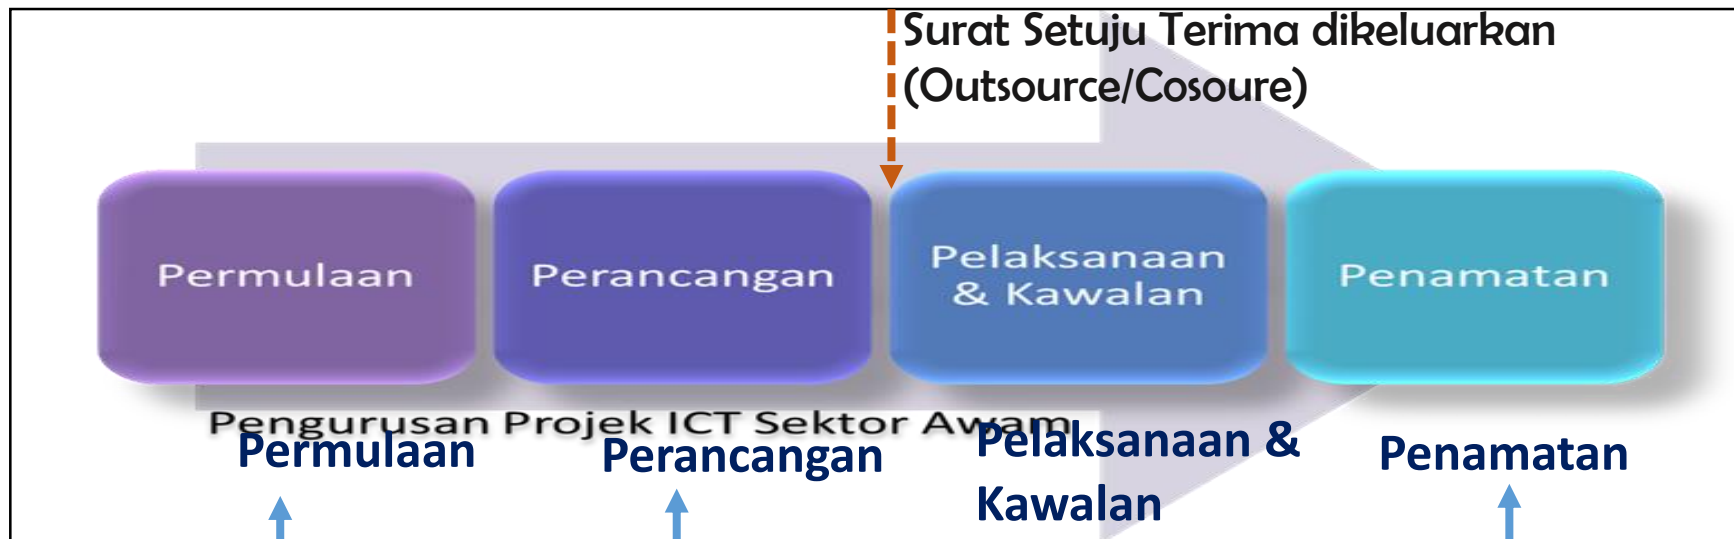 Surat Setuju Terima dikeluarkan
(Outsource/Cosoure)
Permulaan
Perancangan
Pelaksanaan
& Kawalan
Penamatan
Pengurusan Projek ICT Sektor Awam
Permulaan
Perancangan
Pelaksanaan &
Kawalan
Penamatan